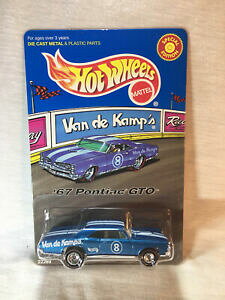 For ages over 3 years
DIE CAST METAL & PLASTIC PARTS
SPECIAL EDITION
Hot Wheels
MATTEL
Van de Kamp's
8
'67 Pontiac GTO
Van de Kamp's
8